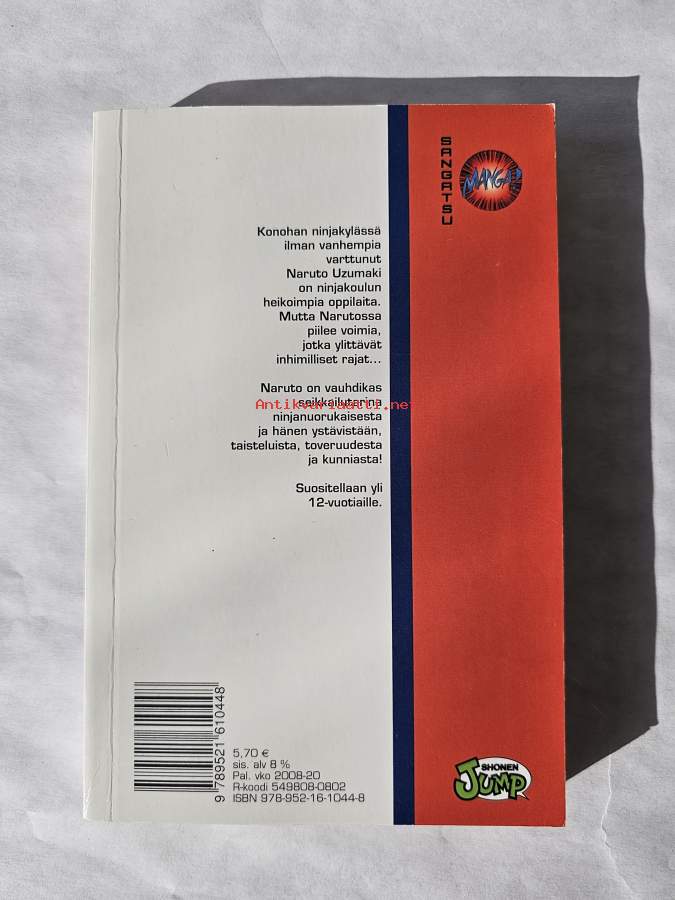 SANGATSU
MANGA
Konohan ninjakylässä
ilman vanhempia
varttunut
Naruto Uzumaki
on ninjakoulun
heikoimpia oppilaita.
Mutta Narutossa
piilee voimia,
jotka ylittävät
inhimilliset rajat...
Naruto on vauhdikas
seikkailutarina
Antikvariaatti.net
ninjanuorukaisesta
ja hänen ystävistään,
taisteluista, toveruudesta
ja kunniasta!
Suositellaan yli
12-vuotiaille.
9 789521 610448
5,70 €
sis. alv 8 %
Pal. vko 2008-20
R-koodi 549808-0802
ISBN 978-952-16-1044-8
SHONEN
JUMP